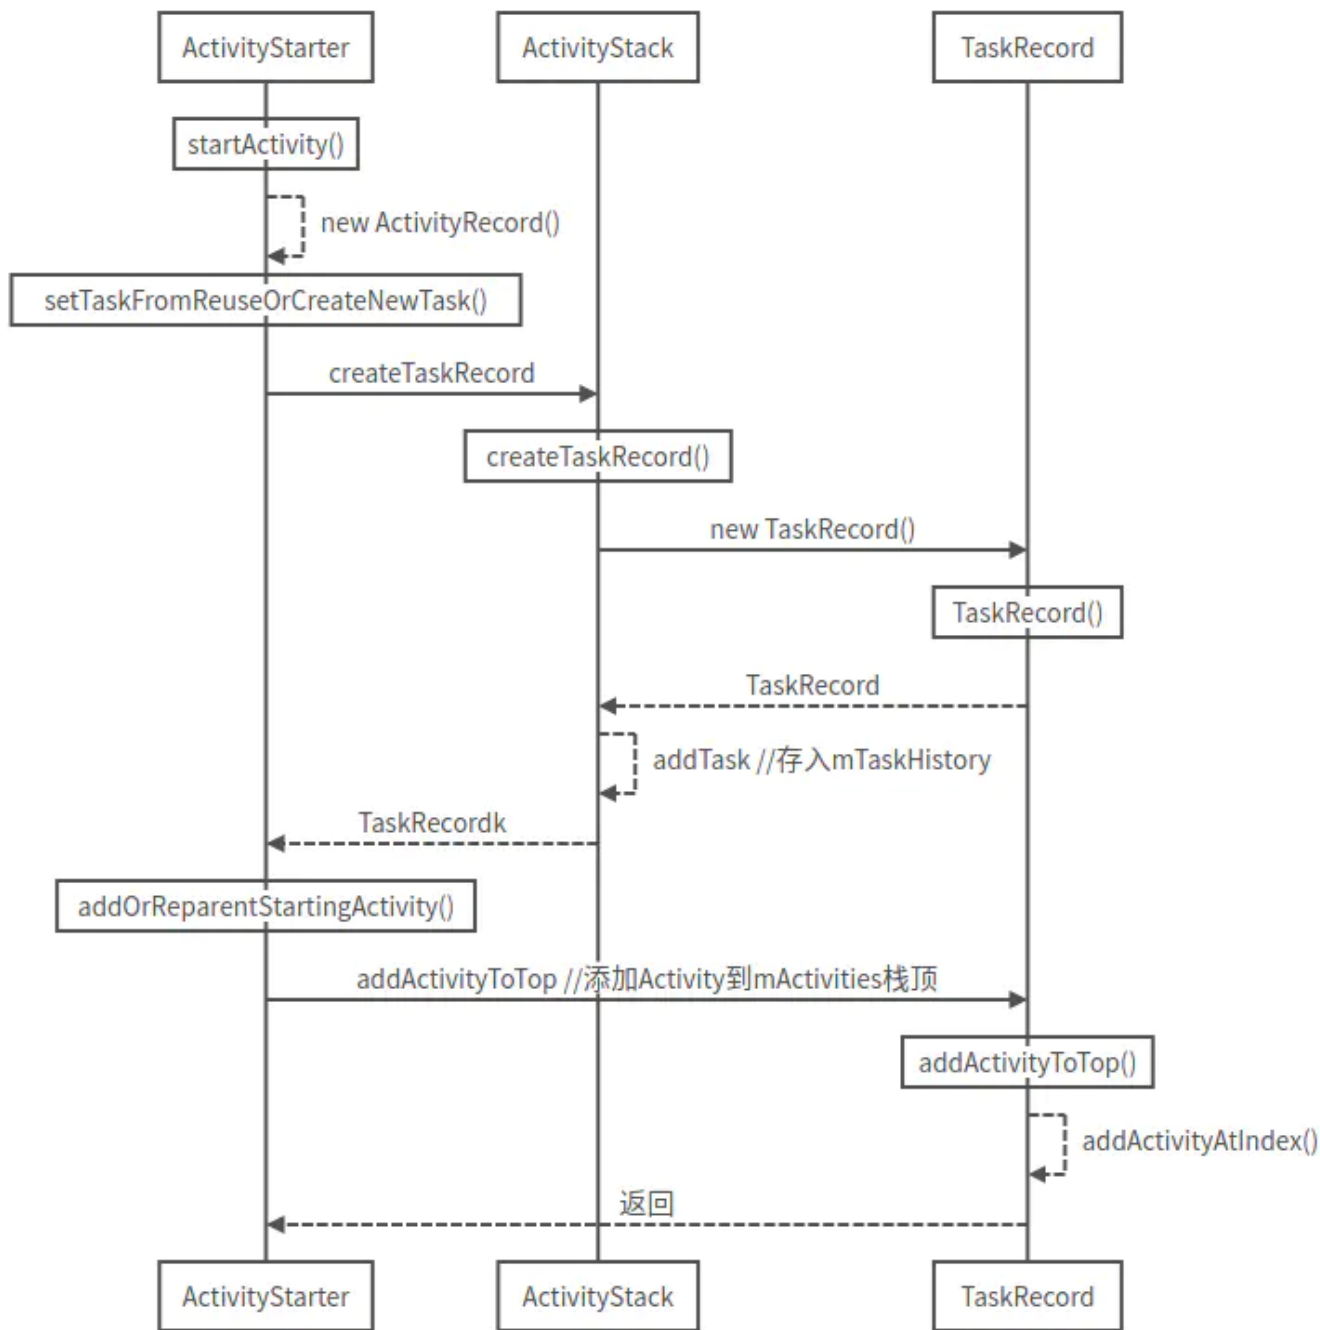 ActivityStarter
ActivityStack
TaskRecord
startActivity()
new ActivityRecord()
setTaskFromReuseOrCreateNewTask()
createTaskRecord
createTaskRecord()
new TaskRecord()
TaskRecord()
TaskRecord
addTask //存入mTaskHistory
TaskRecordk
addOrReparentStartingActivity()
addActivityToTop //添加Activity到mActivities栈顶
addActivityToTop()
addActivityAtIndex()
返回
ActivityStarter
ActivityStack
TaskRecord